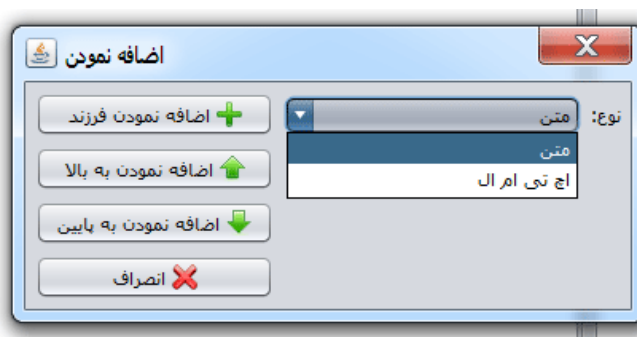 اضافه نمودن
نوع:
متن
متن
اچ تی ام ال
اضافه نمودن فرزند
اضافه نمودن به بالا
اضافه نمودن به پایین
انصراف